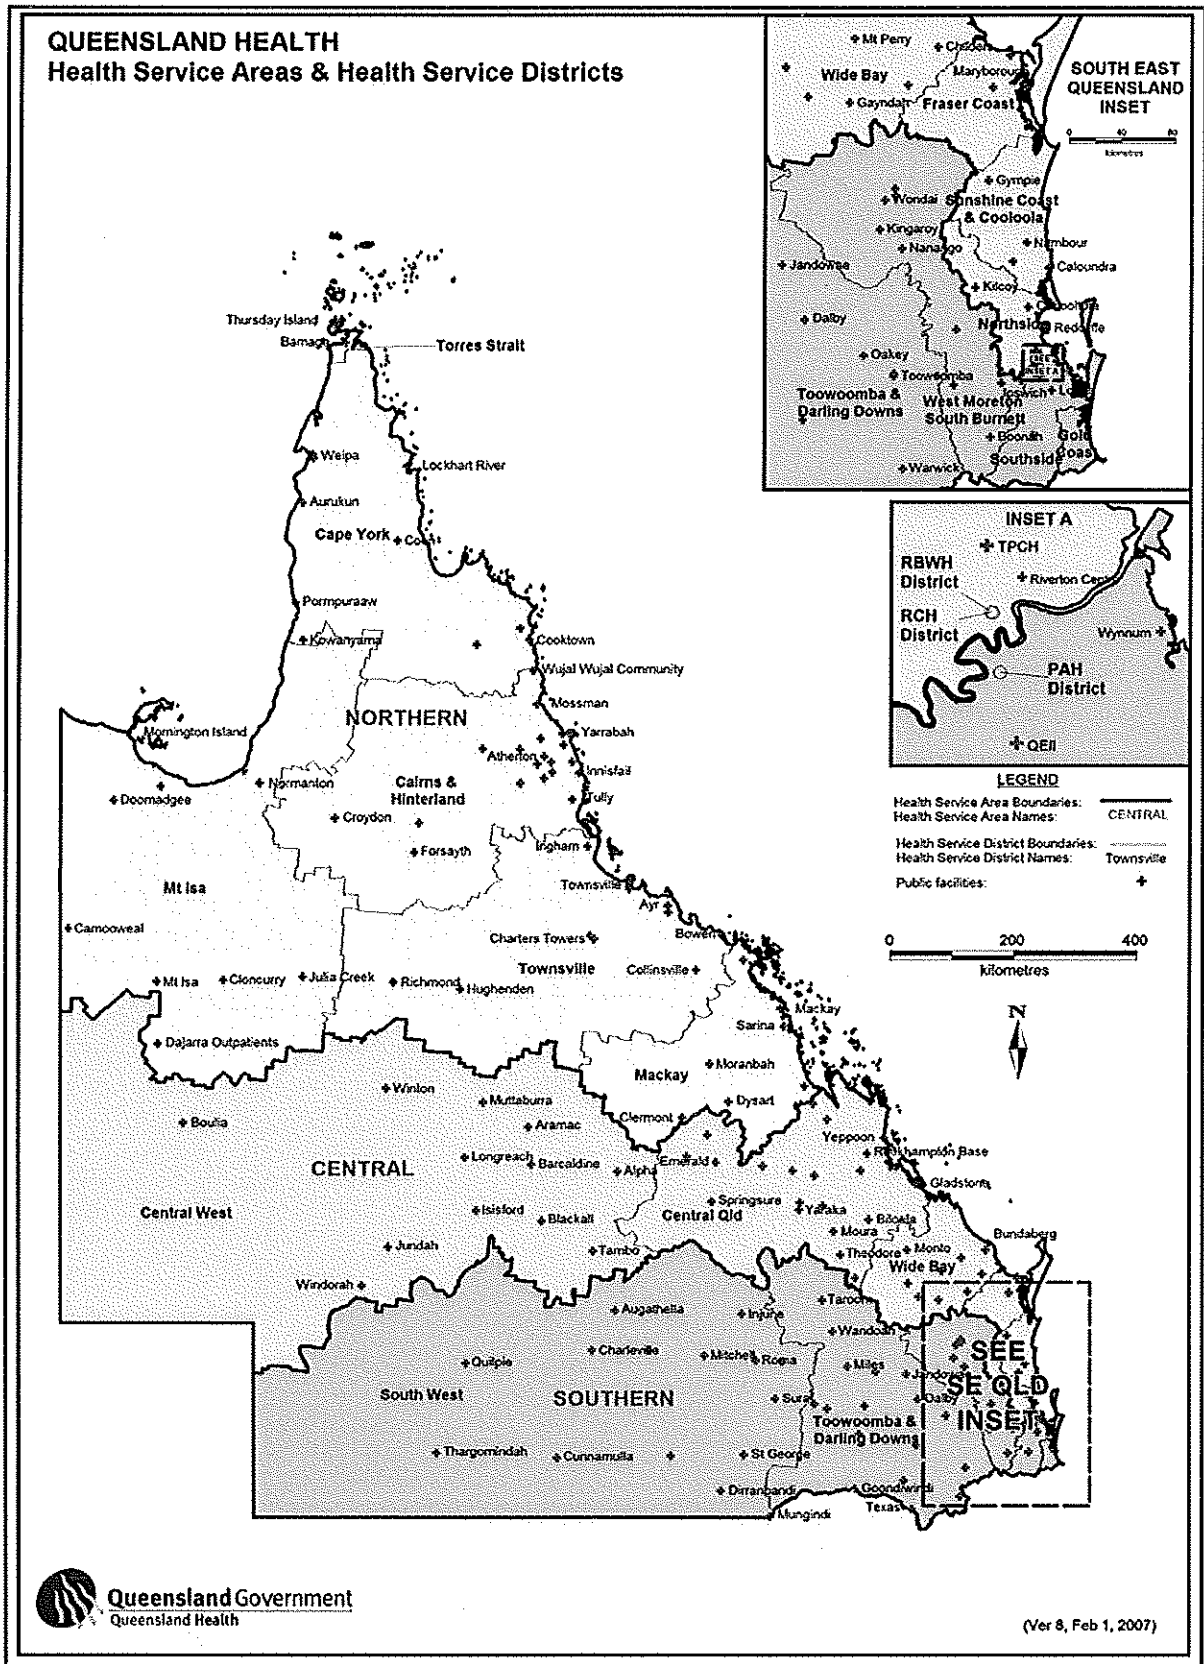 QUEENSLAND HEALTH
Health Service Areas & Health Service Districts
SOUTH EAST
QUEENSLAND
INSET
0 40 80
kilometres
Mt Perry
Wide Bay
Maryborough
Gayndah
Fraser Coast
Gympie
Wondai
Sunshine Coast
& Cooloola
Kingaroy
Nanango
Nambour
Jandowae
Caloundra
Kilcoy
Dalby
Northside
Redcliffe
SEE
INSET A
Oakey
Toowoomba
Toowoomba &
Darling Downs
Ipswich
West Moreton
South Burnett
Boonah
Gold
Coast
Southside
Warwick
INSET A
TPCH
RBWH
District
Riverton Centre
RCH
District
Wynnum
PAH
District
QEII
LEGEND
Health Service Area Boundaries:
Health Service Area Names: CENTRAL
Health Service District Boundaries:
Health Service District Names: Townsville
Public facilities:
0 200 400
kilometres
N
Thursday Island
Bamaga
Torres Strait
Weipa
Lockhart River
Aurukun
Cape York
Coen
Pormpuraaw
Kowanyama
Cooktown
Wujal Wujal Community
Mossman
NORTHERN
Mornington Island
Yarrabah
Atherton
Innisfail
Doomadgee
Normanton
Cairns &
Hinterland
Tully
Croydon
Forsayth
Ingham
Mt Isa
Townsville
Ayr
Camooweal
Charters Towers
Bowen
Townsville
Collinsville
Mt Isa
Cloncurry
Julia Creek
Richmond
Hughenden
Mackay
Sarina
Dajarra Outpatients
Moranbah
Mackay
Winton
Muttaburra
Dysart
Clermont
Boulia
Aramac
Yeppoon
Rockhampton Base
CENTRAL
Longreach
Barcaldine
Alpha
Emerald
Gladstone
Central West
Isisford
Blackall
Springsure
Central Qld
Yaraka
Biloela
Moura
Bundaberg
Jundah
Tambo
Theodore
Monto
Wide Bay
Windorah
Augathella
Injune
Taroom
Wandoan
Quilpie
Charleville
Mitchell
Roma
Miles
Jandowae
SEE
SE QLD
INSET
South West
SOUTHERN
Surat
Dalby
Toowoomba &
Darling Downs
Thargomindah
Cunnamulla
St George
Dirranbandi
Goondiwindi
Texas
Mungindi
Queensland Government
Queensland Health
(Ver 8, Feb 1, 2007)